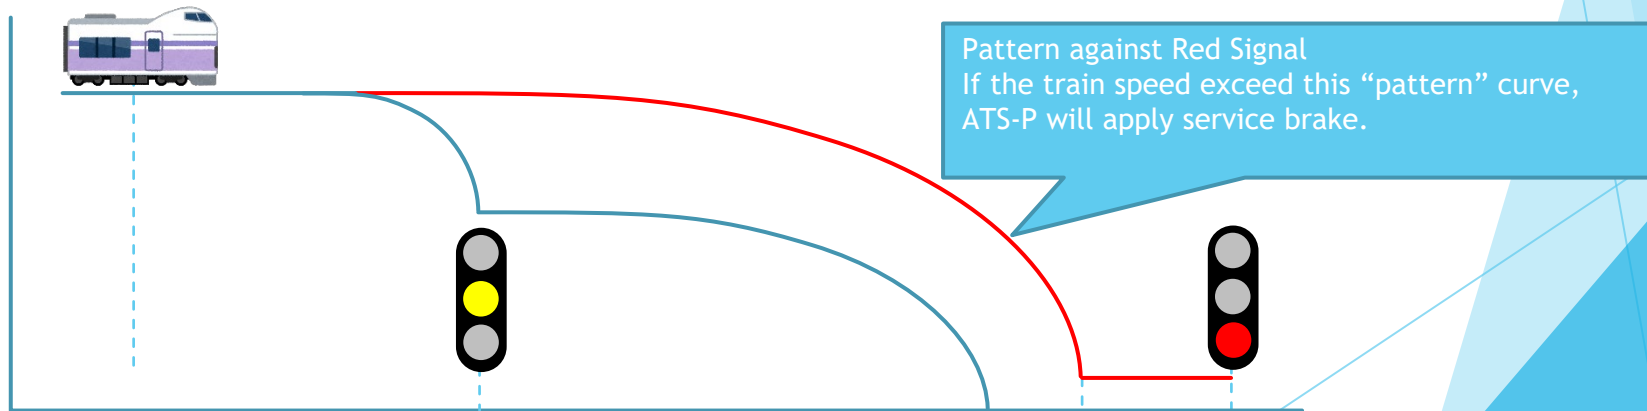 Pattern against Red Signal
If the train speed exceed this “pattern” curve,
ATS-P will apply service brake.